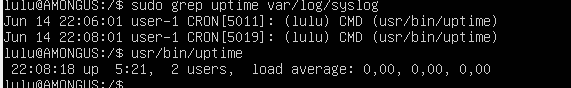 lulu@AMONGUS:/$ sudo grep uptime var/log/syslog
Jun 14 22:06:01 user-1 CRON[5011]: (lulu) CMD (usr/bin/uptime)
Jun 14 22:08:01 user-1 CRON[5019]: (lulu) CMD (usr/bin/uptime)
lulu@AMONGUS:/$ usr/bin/uptime
 22:08:18 up  5:21,  2 users,  load average: 0,00, 0,00, 0,00
lulu@AMONGUS:/$